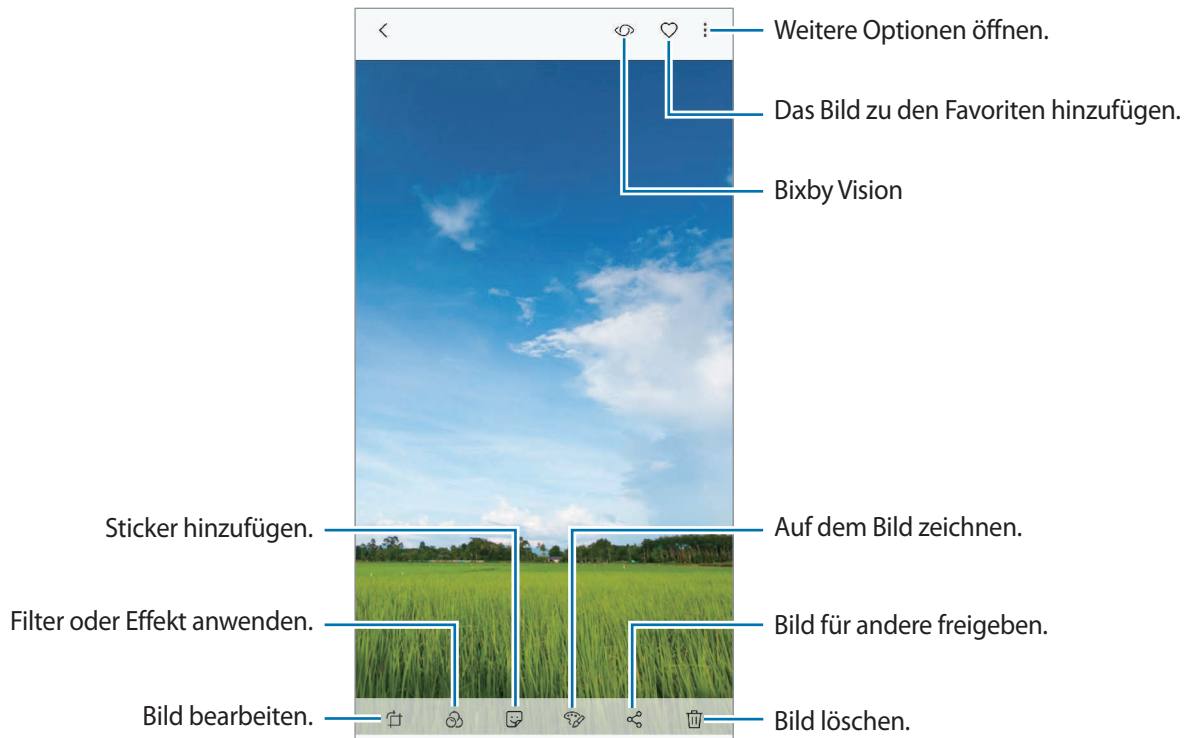 Weitere Optionen öffnen.
Das Bild zu den Favoriten hinzufügen.
Bixby Vision
Sticker hinzufügen.
Auf dem Bild zeichnen.
Filter oder Effekt anwenden.
Bild für andere freigeben.
Bild bearbeiten.
Bild löschen.